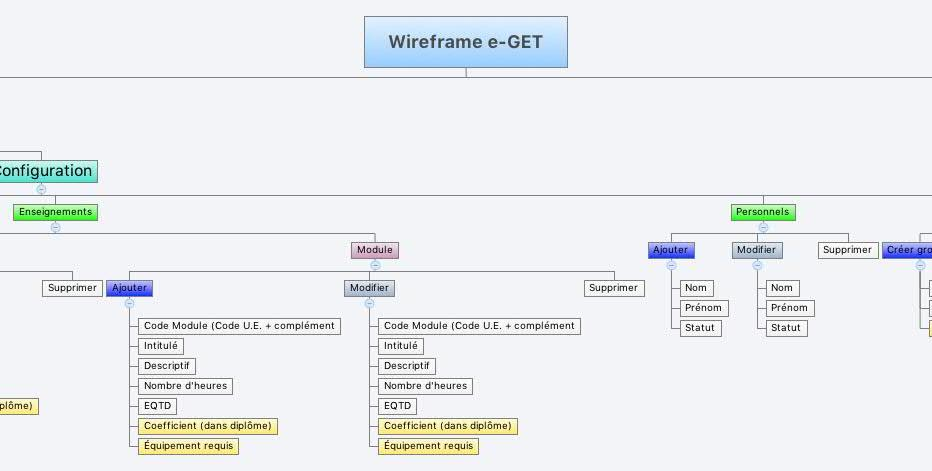 Wireframe e-GET
Configuration
Enseignements
Personnels
Module
Ajouter
Modifier
Supprimer
Créer
Supprimer
Ajouter
Modifier
Supprimer
Nom
Prénom
Statut
Nom
Prénom
Statut
Code Module (Code U.E. + complément
Intitulé
Descriptif
Nombre d'heures
EQTD
Coefficient (dans diplôme)
Équipement requis
Code Module (Code U.E. + complément
Intitulé
Descriptif
Nombre d'heures
EQTD
Coefficient (dans diplôme)
Équipement requis